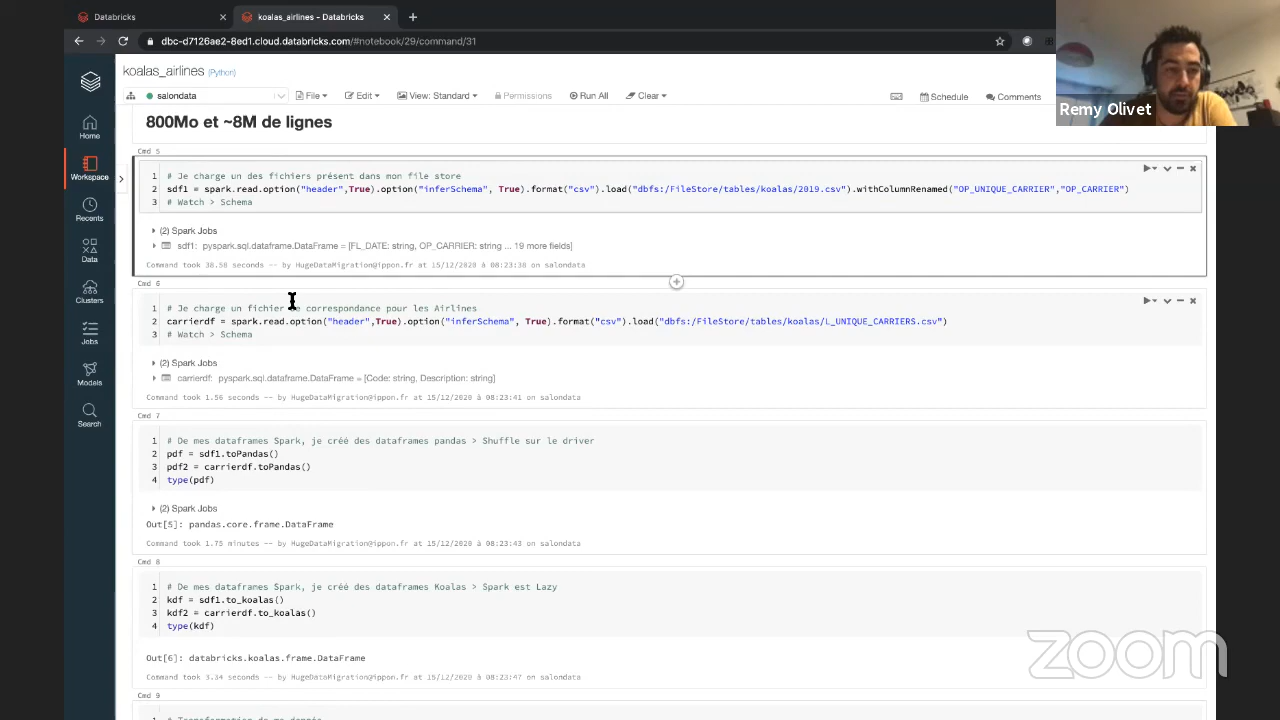 Databricks
koalas_airlines - Databricks
dbc-d7126ae2-8ed1.cloud.databricks.com/#notebook/29/command/31
koalas_airlines (Python)
salondata
File
Edit
View: Standard
Permissions
Run All
Clear
Schedule
Comments
Remy Olivet
Home
Workspace
Recents
Data
Clusters
Jobs
Models
Search
800Mo et ~8M de lignes
Cmd 5
1 # Je charge un des fichiers présent dans mon file store
2 sdf1 = spark.read.option("header",True).option("inferSchema", True).format("csv").load("dbfs:/FileStore/tables/koalas/2019.csv").withColumnRenamed("OP_UNIQUE_CARRIER","OP_CARRIER")
3 # Watch > Schema
(2) Spark Jobs
sdf1: pyspark.sql.dataframe.DataFrame = [FL_DATE: string, OP_CARRIER: string ... 19 more fields]
Command took 38.58 seconds -- by HugeDataMigration@ippon.fr at 15/12/2020 à 08:23:38 on salondata
Cmd 6
1 # Je charge un fichier de correspondance pour les Airlines
2 carrierdf = spark.read.option("header",True).option("inferSchema", True).format("csv").load("dbfs:/FileStore/tables/koalas/L_UNIQUE_CARRIERS.csv")
3 # Watch > Schema
(2) Spark Jobs
carrierdf: pyspark.sql.dataframe.DataFrame = [Code: string, Description: string]
Command took 1.56 seconds -- by HugeDataMigration@ippon.fr at 15/12/2020 à 08:23:41 on salondata
Cmd 7
1 # De mes dataframes Spark, je créé des dataframes pandas > Shuffle sur le driver
2 pdf = sdf1.toPandas()
3 pdf2 = carrierdf.toPandas()
4 type(pdf)
(2) Spark Jobs
Out[5]: pandas.core.frame.DataFrame
Command took 1.75 minutes -- by HugeDataMigration@ippon.fr at 15/12/2020 à 08:23:43 on salondata
Cmd 8
1 # De mes dataframes Spark, je créé des dataframes Koalas > Spark est Lazy
2 kdf = sdf1.to_koalas()
3 kdf2 = carrierdf.to_koalas()
4 type(kdf)
Out[6]: databricks.koalas.frame.DataFrame
Command took 3.34 seconds -- by HugeDataMigration@ippon.fr at 15/12/2020 à 08:23:47 on salondata
Cmd 9
zoom